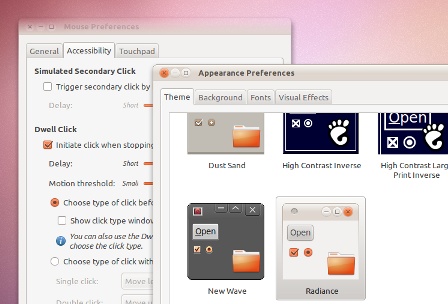 Mouse Preferences
General Accessibility Touchpad
Simulated Secondary Click
Trigger secondary click by
Delay: Short
Dwell Click
Initiate click when stopping
Delay: Short
Motion threshold: Small
Choose type of click befo
Show click type window
You can also use the Dw
choose the click type.
Choose type of click with
Single click: Move le
Double click: Move
Appearance Preferences
Theme Background Fonts Visual Effects
Open
Dust Sand
High Contrast Inverse
High Contrast Larg
Print Inverse
Open
Open
New Wave
Radiance